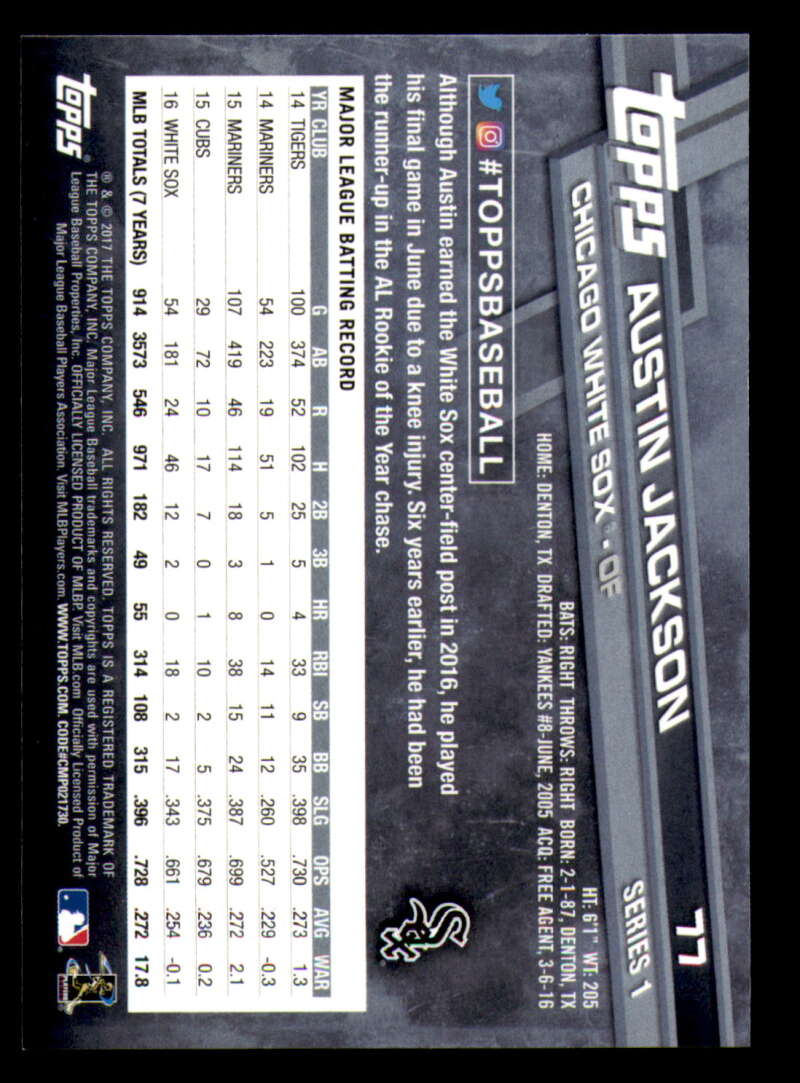 topps AUSTIN JACKSON 77
CHICAGO WHITE SOX® • OF SERIES 1
HT: 6'1" WT: 205
BATS: RIGHT THROWS: RIGHT BORN: 2-1-87, DENTON, TX
HOME: DENTON, TX DRAFTED: YANKEES #8-JUNE, 2005 ACQ: FREE AGENT, 3-6-16
#TOPPSBASEBALL
Although Austin earned the White Sox center-field post in 2016, he played
his final game in June due to a knee injury. Six years earlier, he had been
the runner-up in the AL Rookie of the Year chase.
Sox
MAJOR LEAGUE BATTING RECORD
YR CLUB G AB R H 2B 3B HR RBI SB BB SLG OPS AVG WAR
14 TIGERS 100 374 52 102 25 5 4 33 9 35 .398 .730 .273 1.3
14 MARINERS 54 223 19 51 5 1 0 14 11 12 .260 .527 .229 -0.3
15 MARINERS 107 419 46 114 18 3 8 38 15 24 .387 .699 .272 2.1
15 CUBS 29 72 10 17 7 0 1 10 2 5 .375 .679 .236 0.2
16 WHITE SOX 54 181 24 46 12 2 0 18 2 17 .343 .661 .254 -0.1
MLB TOTALS (7 YEARS) 914 3573 546 971 182 49 55 314 108 315 .396 .728 .272 17.8
topps®
® & © 2017 THE TOPPS COMPANY, INC. ALL RIGHTS RESERVED. TOPPS IS A REGISTERED TRADEMARK OF
THE TOPPS COMPANY, INC. Major League Baseball trademarks and copyrights are used with permission of Major
League Baseball Properties, Inc. OFFICIALLY LICENSED PRODUCT OF MLBP. Visit MLB.com Officially Licensed Product of
Major League Baseball Players Association. Visit MLBPlayers.com. WWW.TOPPS.COM. CODE#CMP021730.